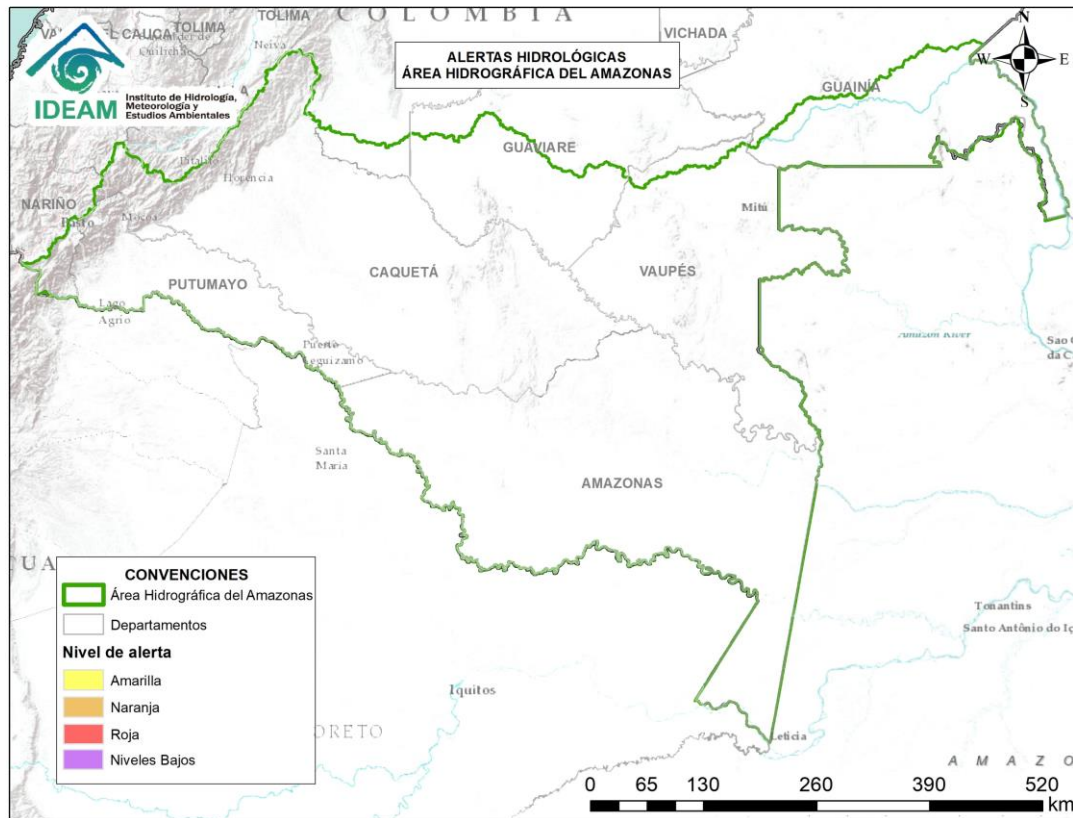 COLOMBIA
TOLIMA
CAUCA
TOLIMA
Neiva
VICHADA
ALERTAS HIDROLÓGICAS
ÁREA HIDROGRÁFICA DEL AMAZONAS
N
W
E
S
IDEAM
Instituto de Hidrología,
Meteorología y
Estudios Ambientales
GUAINÍA
GUAVIARE
Florencia
NARIÑO
Pasto
Mocoa
Mitú
CAQUETÁ
VAUPÉS
PUTUMAYO
Lago
Agrio
Puerto
Leguizamo
Amazon River
Santa
Maria
AMAZONAS
CONVENCIONES
Área Hidrográfica del Amazonas
Departamentos
Nivel de alerta
Amarilla
Naranja
Roja
Niveles Bajos
Tonantins
Santo Antônio do Iç
Iquitos
ORETO
Leticia
AMAZO
0 65 130 260 390 520
km